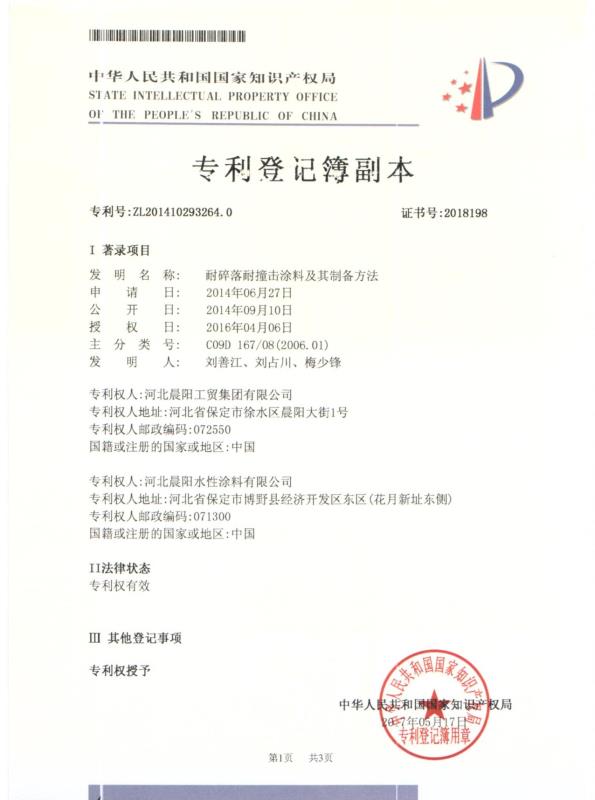 中华人民共和国国家知识产权局
STATE INTELLECTUAL PROPERTY OFFICE
OF THE PEOPLE'S REPUBLIC OF CHINA
专利登记簿副本
专利号:ZL201410293264.0 证书号:2018198
I 著录项目
发明名称: 耐碎落耐撞击涂料及其制备方法
申请日: 2014年06月27日
公开日: 2014年09月10日
授权日: 2016年04月06日
主分类号: C09D 167/08(2006.01)
发明人: 刘善江、刘占川、梅少锋
专利权人:河北晨阳工贸集团有限公司
专利权人地址:河北省保定市徐水区晨阳大街1号
专利权人邮政编码:072550
国籍或注册的国家或地区:中国
专利权人:河北晨阳水性涂料有限公司
专利权人地址:河北省保定市博野县经济开发区东区(花月新址东侧)
专利权人邮政编码:071300
国籍或注册的国家或地区:中国
II法律状态
专利权有效
III 其他登记事项
专利权授予
中华人民共和国国家知识产权局
2017年05月17日
中华人民共和国国家知识产权局
专利登记簿用章
第1页 共3页